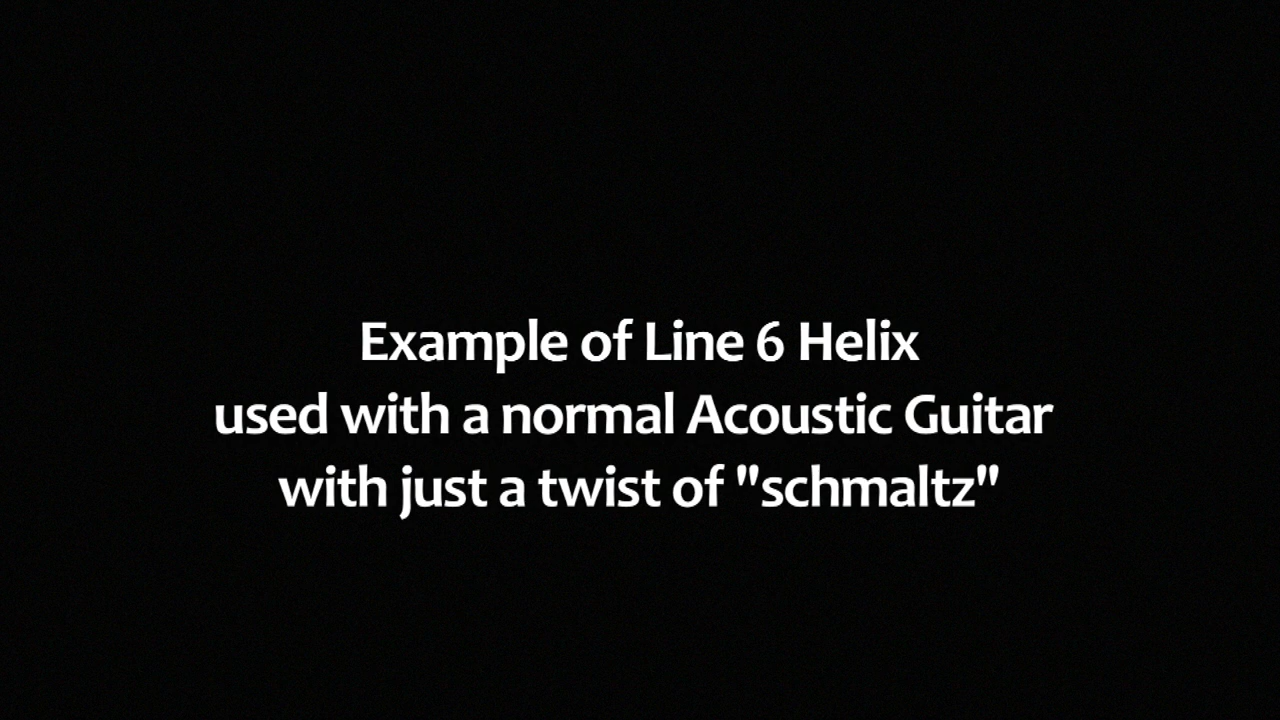 Example of Line 6 Helix
used with a normal Acoustic Guitar
with just a twist of "schmaltz"